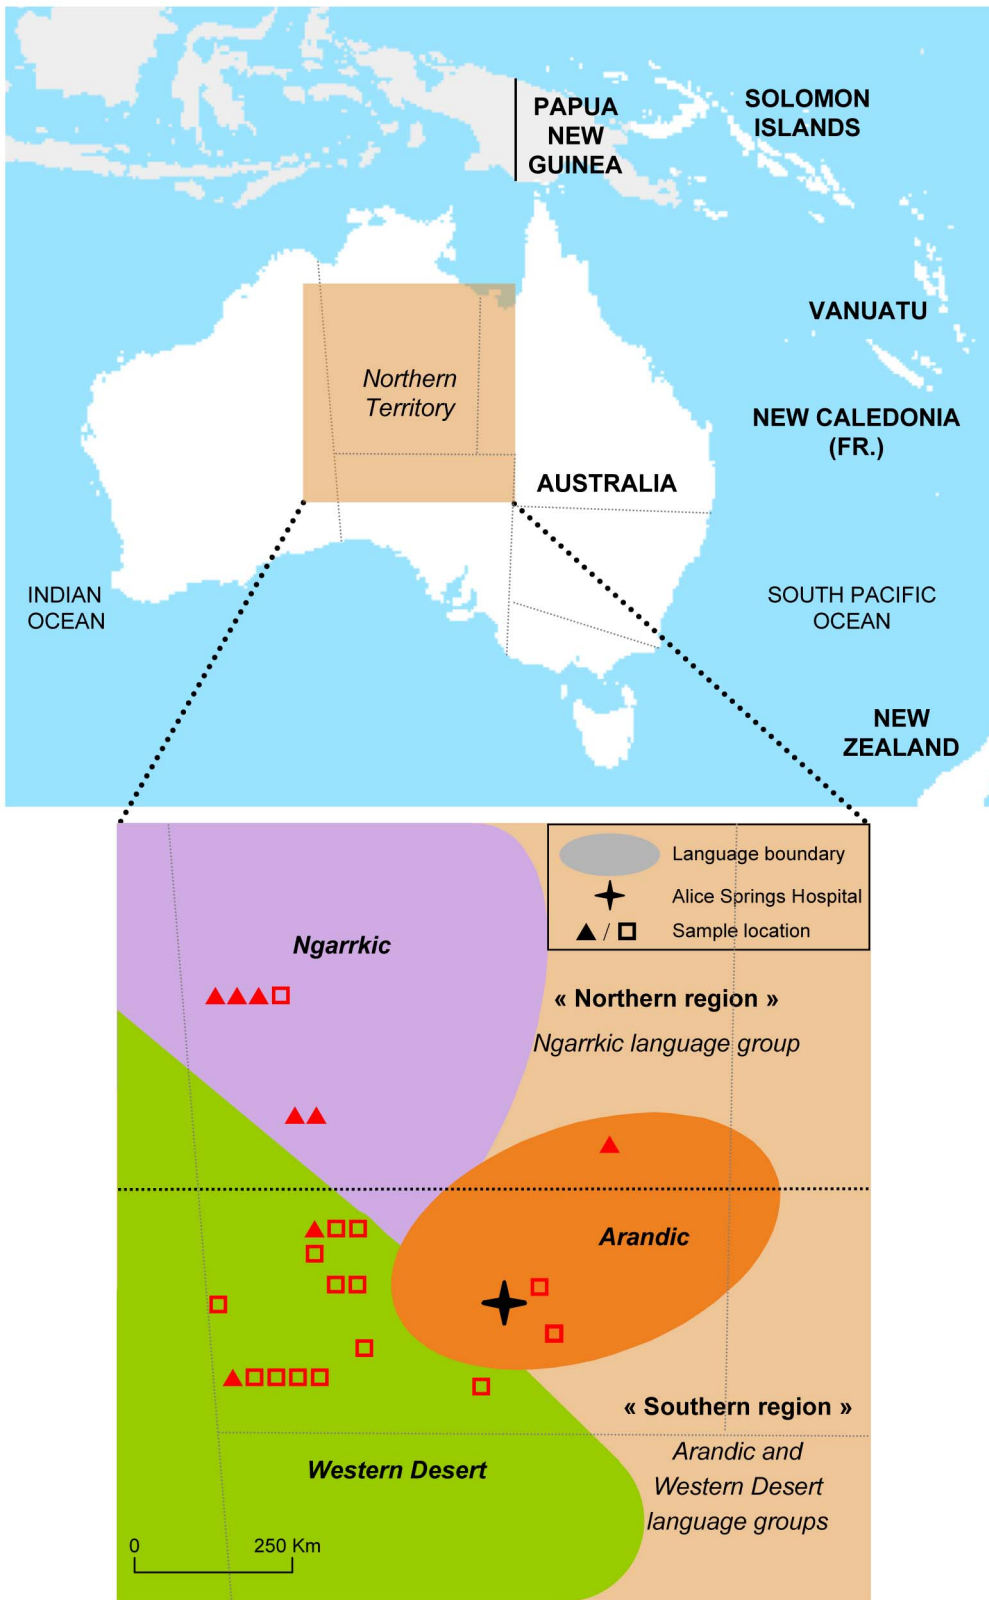 PAPUA
NEW
GUINEA
SOLOMON
ISLANDS
VANUATU
Northern
Territory
NEW CALEDONIA
(FR.)
AUSTRALIA
INDIAN
OCEAN
SOUTH PACIFIC
OCEAN
NEW
ZEALAND
Language boundary
Alice Springs Hospital
/
Sample location
Ngarrkic
« Northern region »
Ngarrkic language group
Arandic
« Southern region »
Arandic and
Western Desert
language groups
Western Desert
0 250 Km